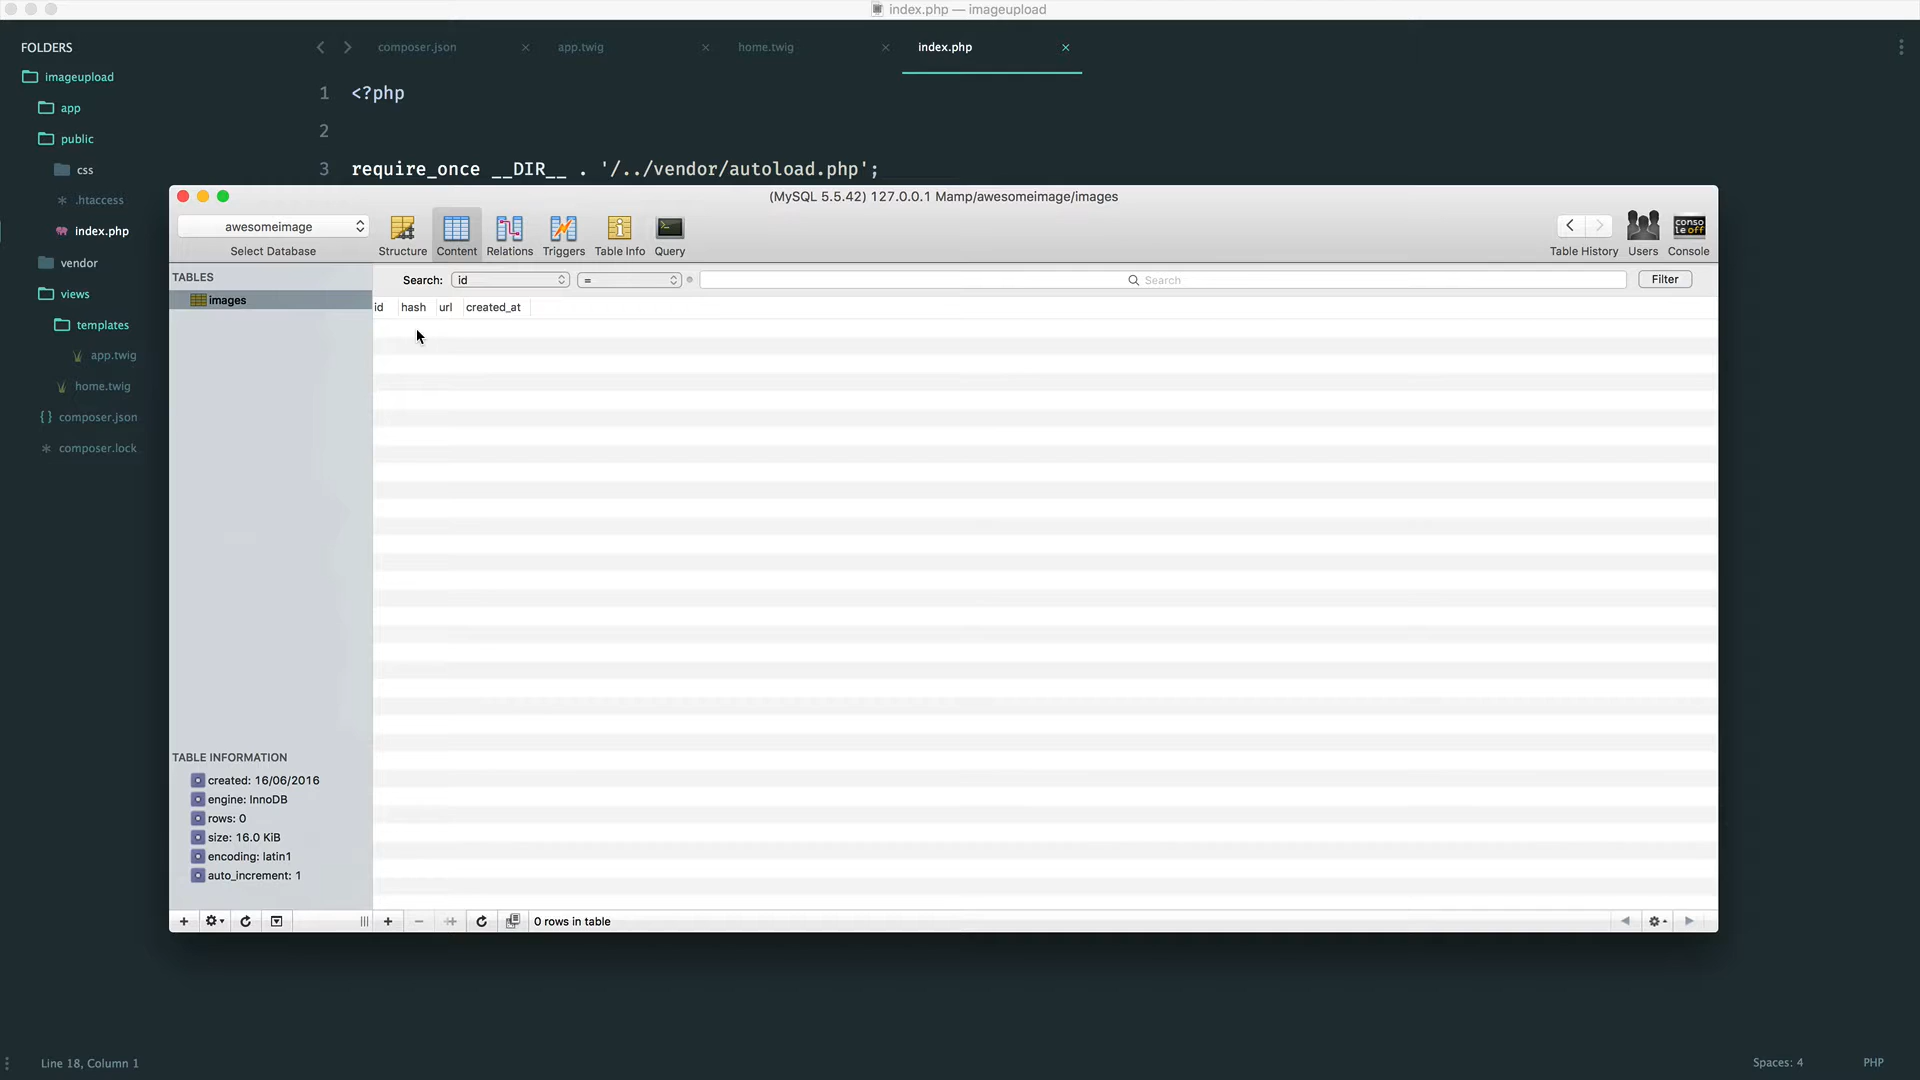 index.php — imageupload
FOLDERS
imageupload
app
public
css
.htaccess
index.php
vendor
views
templates
app.twig
home.twig
composer.json
composer.lock
composer.json
app.twig
home.twig
index.php
1 <?php
2
3 require_once __DIR__ . '/../vendor/autoload.php';
(MySQL 5.5.42) 127.0.0.1 Mamp/awesomeimage/images
awesomeimage
Select Database
Structure
Content
Relations
Triggers
Table Info
Query
Table History
Users
conso
le off
Console
TABLES
images
Search: id = Search Filter
id hash url created_at
TABLE INFORMATION
created: 16/06/2016
engine: InnoDB
rows: 0
size: 16.0 KiB
encoding: latin1
auto_increment: 1
0 rows in table
Line 18, Column 1
Spaces: 4
PHP